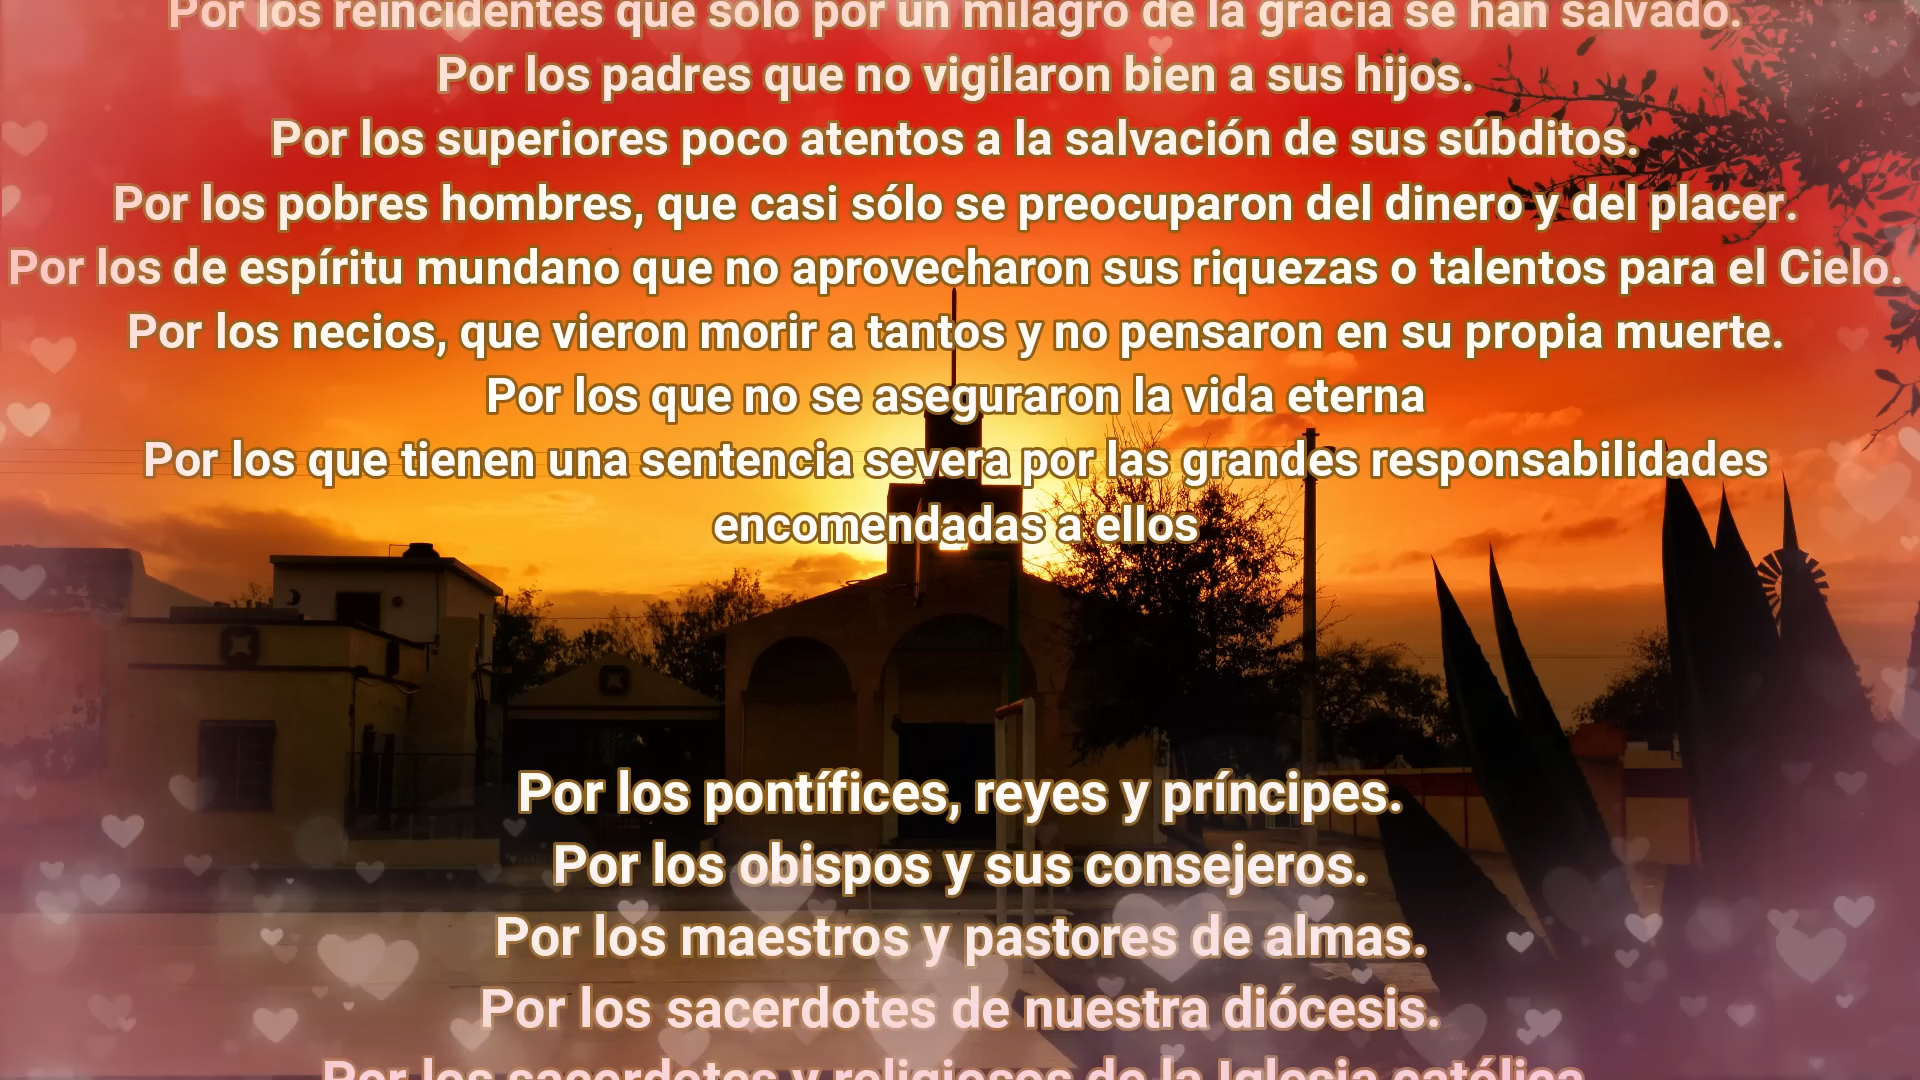 Por los reincidentes que sólo por un milagro de la gracia se han salvado.
Por los padres que no vigilaron bien a sus hijos.
Por los superiores poco atentos a la salvación de sus súbditos.
Por los pobres hombres, que casi sólo se preocuparon del dinero y del placer.
Por los de espíritu mundano que no aprovecharon sus riquezas o talentos para el Cielo.
Por los necios, que vieron morir a tantos y no pensaron en su propia muerte.
Por los que no se aseguraron la vida eterna
Por los que tienen una sentencia severa por las grandes responsabilidades
encomendadas a ellos
Por los pontífices, reyes y príncipes.
Por los obispos y sus consejeros.
Por los maestros y pastores de almas.
Por los sacerdotes de nuestra diócesis.
Por los sacerdotes y religiosos de la Iglesia católica